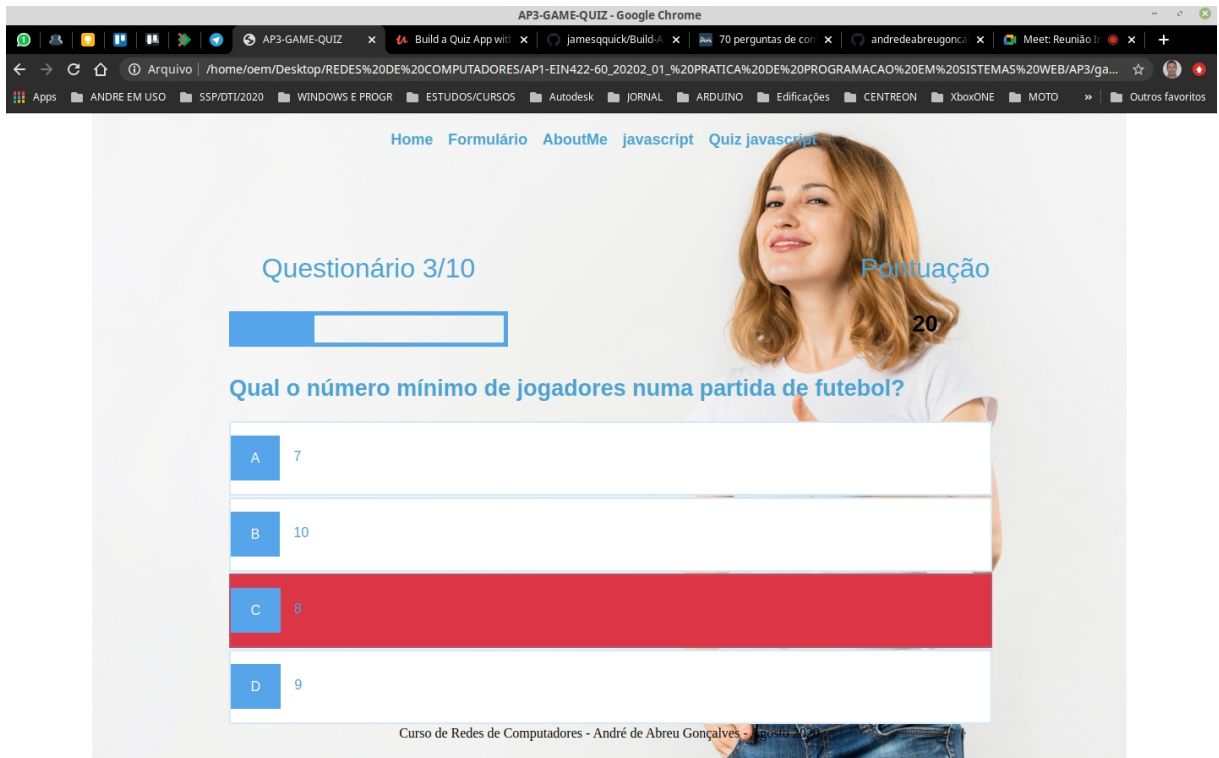 AP3-GAME-QUIZ - Google Chrome
AP3-GAME-QUIZ Build a Quiz App with jamesqquick/Build-A 70 perguntas de con andredeabreugonca Meet: Reunião In
Arquivo /home/oem/Desktop/REDES%20DE%20COMPUTADORES/AP1-EIN422-60_20202_01_%20PRATICA%20DE%20PROGRAMACAO%20EM%20SISTEMAS%20WEB/AP3/ga...
Apps ANDRE EM USO SSP/DTI/2020 WINDOWS E PROGR ESTUDOS/CURSOS Autodesk JORNAL ARDUINO Edificações CENTREON XboxONE MOTO » Outros favoritos
Home Formulário AboutMe javascript Quiz javascript
Questionário 3/10 Pontuação
20
Qual o número mínimo de jogadores numa partida de futebol?
A 7
B 10
C 8
D 9
Curso de Redes de Computadores - André de Abreu Gonçalves - Agosto 2020